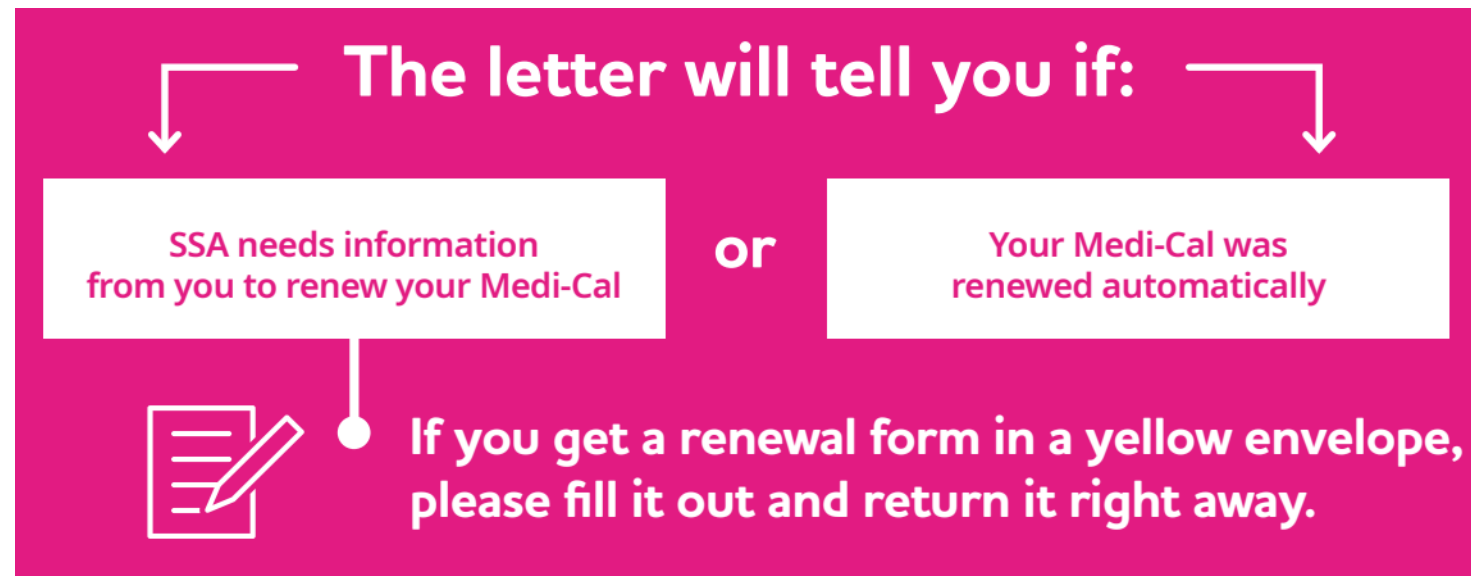 The letter will tell you if:
SSA needs information
from you to renew your Medi-Cal
or
Your Medi-Cal was
renewed automatically
If you get a renewal form in a yellow envelope,
please fill it out and return it right away.